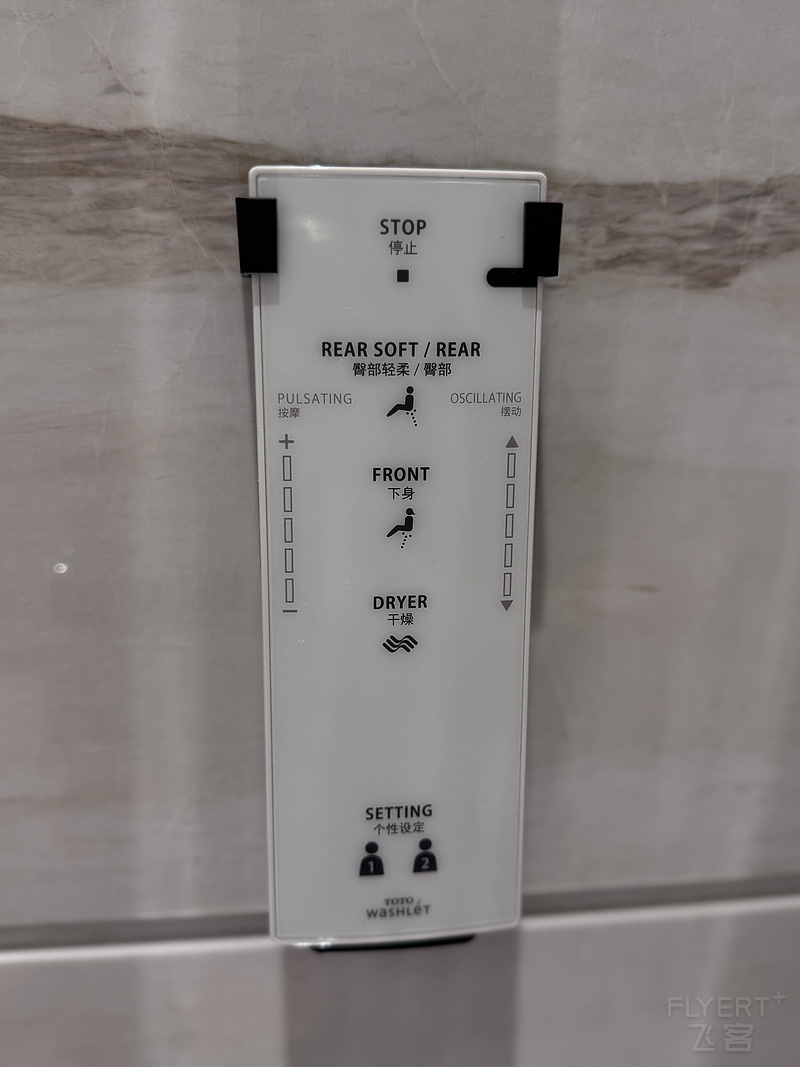 STOP
停止
REAR SOFT / REAR
臀部轻柔 / 臀部
PULSATING
按摩
OSCILLATING
摆动
+
FRONT
下身
−
DRYER
干燥
SETTING
个性设定
1 2
TOTO
WASHLET
FLYERT+
飞客